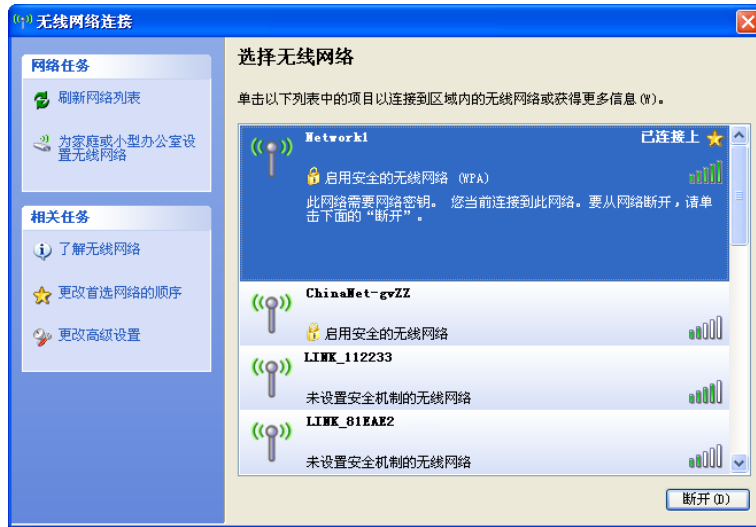 无线网络连接
网络任务
刷新网络列表
为家庭或小型办公室设
置无线网络
相关任务
了解无线网络
更改首选网络的顺序
更改高级设置
选择无线网络
单击以下列表中的项目以连接到区域内的无线网络或获得更多信息(W)。
Network1 已连接上
启用安全的无线网络 (WPA)
此网络需要网络密钥。 您当前连接到此网络。要从网络断开，请单
击下面的“断开”。
ChinaNet-gvZZ
启用安全的无线网络
LINK_112233
未设置安全机制的无线网络
LINK_81EAE2
未设置安全机制的无线网络
断开(D)